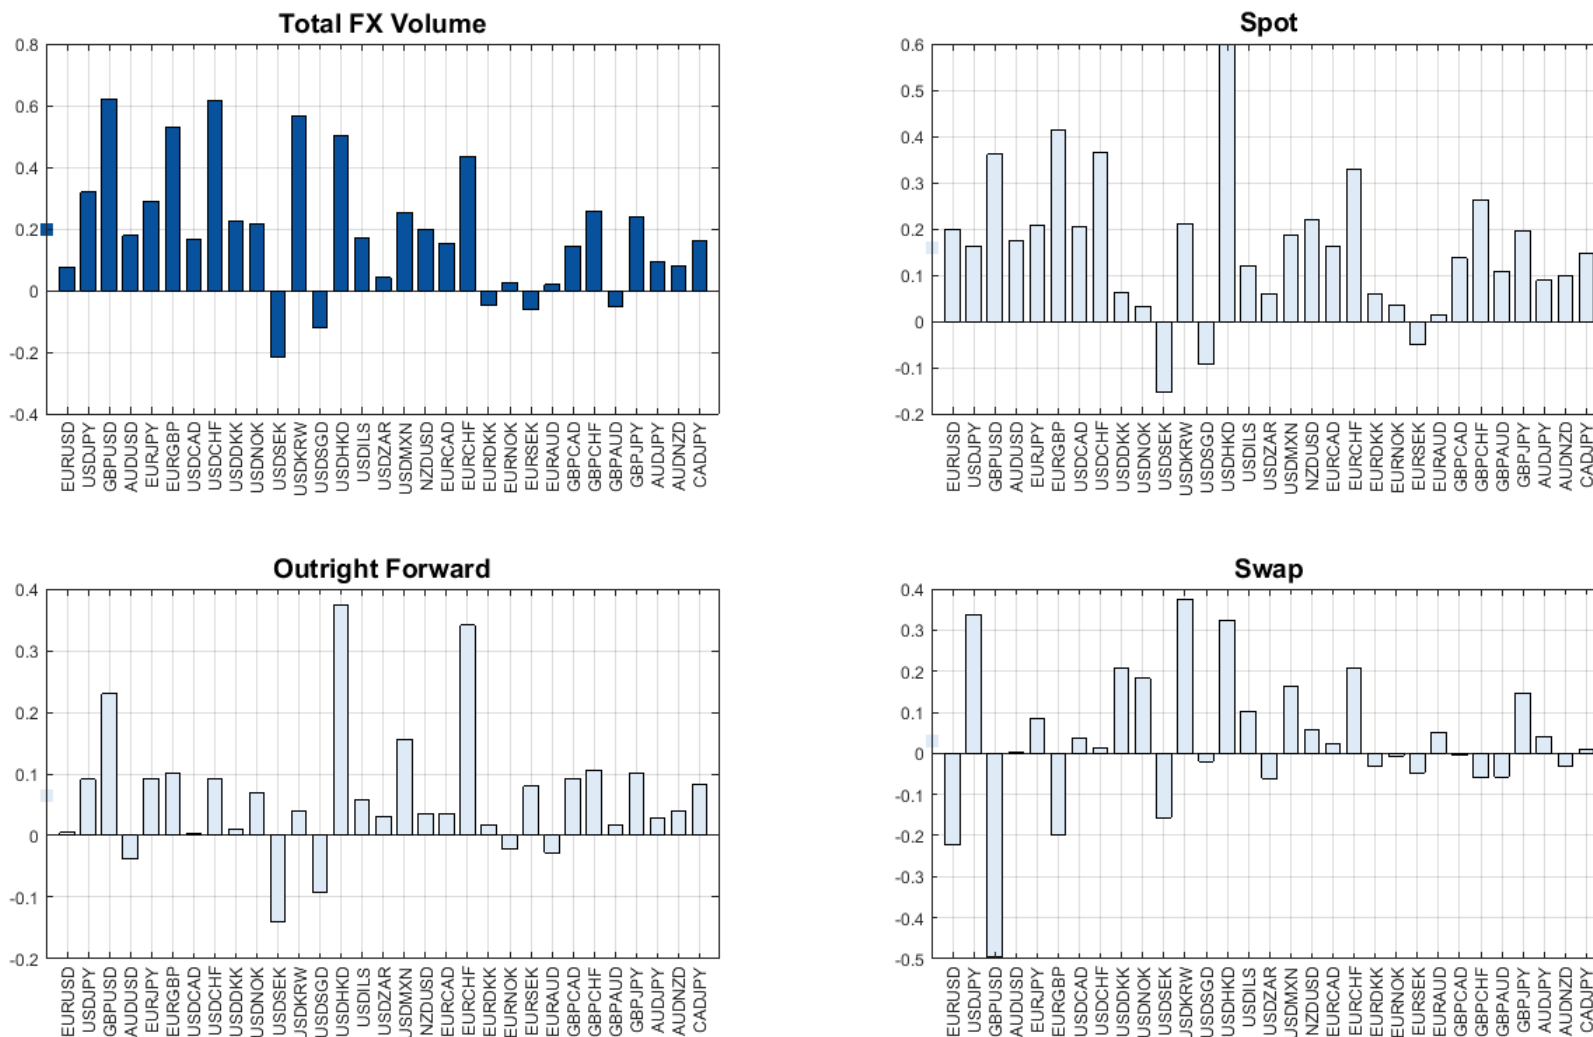 Total FX Volume
0.8
0.6
0.4
0.2
0
-0.2
-0.4
EURUSD
USDJPY
GBPUSD
AUDUSD
EURJPY
EURGBP
USDCAD
USDCHF
USDDKK
USDNOK
USDSEK
USDKRW
USDSGD
USDHKD
USDILS
USDZAR
USDMXN
NZDUSD
EURCAD
EURCHF
EURDKK
EURNOK
EURSEK
EURAUD
GBPCAD
GBPCHF
GBPAUD
GBPJPY
AUDJPY
AUDNZD
CADJPY
Spot
0.6
0.5
0.4
0.3
0.2
0.1
0
-0.1
-0.2
EURUSD
USDJPY
GBPUSD
AUDUSD
EURJPY
EURGBP
USDCAD
USDCHF
USDDKK
USDNOK
USDSEK
USDKRW
USDSGD
USDHKD
USDILS
USDZAR
USDMXN
NZDUSD
EURCAD
EURCHF
EURDKK
EURNOK
EURSEK
EURAUD
GBPCAD
GBPCHF
GBPAUD
GBPJPY
AUDJPY
AUDNZD
CADJPY
Outright Forward
0.4
0.3
0.2
0.1
0
-0.1
-0.2
EURUSD
USDJPY
GBPUSD
AUDUSD
EURJPY
EURGBP
USDCAD
USDCHF
USDDKK
USDNOK
USDSEK
USDKRW
USDSGD
USDHKD
USDILS
USDZAR
USDMXN
NZDUSD
EURCAD
EURCHF
EURDKK
EURNOK
EURSEK
EURAUD
GBPCAD
GBPCHF
GBPAUD
GBPJPY
AUDJPY
AUDNZD
CADJPY
Swap
0.4
0.3
0.2
0.1
0
-0.1
-0.2
-0.3
-0.4
-0.5
EURUSD
USDJPY
GBPUSD
AUDUSD
EURJPY
EURGBP
USDCAD
USDCHF
USDDKK
USDNOK
USDSEK
USDKRW
USDSGD
USDHKD
USDILS
USDZAR
USDMXN
NZDUSD
EURCAD
EURCHF
EURDKK
EURNOK
EURSEK
EURAUD
GBPCAD
GBPCHF
GBPAUD
GBPJPY
AUDJPY
AUDNZD
CADJPY